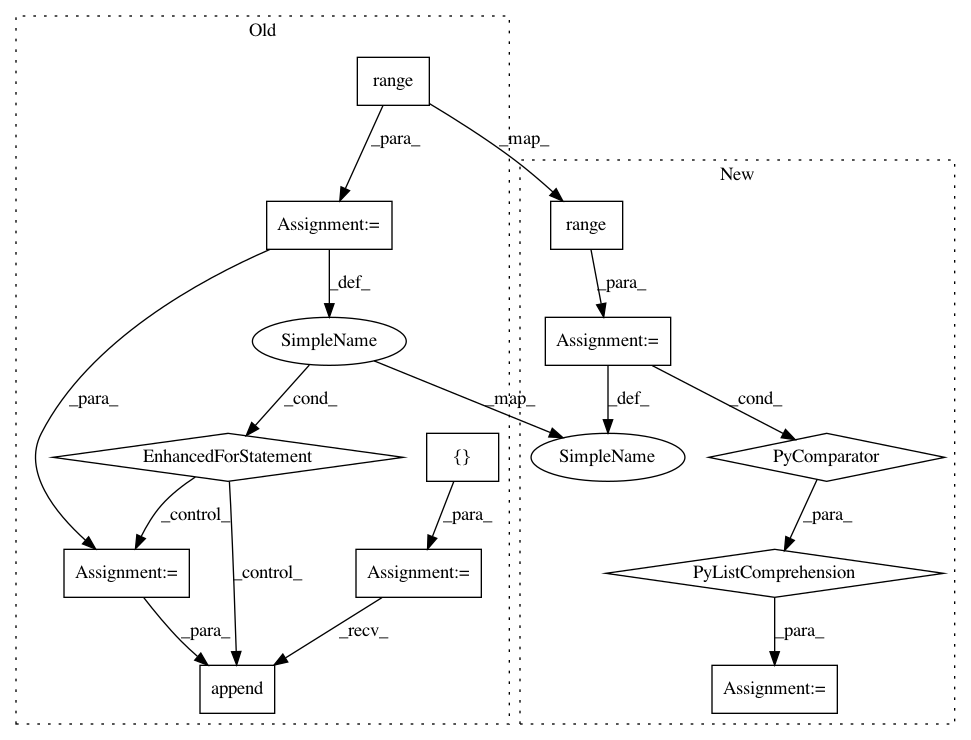 Old
range
_para_
_map_
New
Assignment:=
range
_def_
_para_
SimpleName
Assignment:=
_para_
_cond_
_map_
_def_
_cond_
EnhancedForStatement
{}
SimpleName
PyComparator
_control_
_para_
_para_
Assignment:=
_control_
Assignment:=
PyListComprehension
_para_
_recv_
_para_
append
Assignment:=